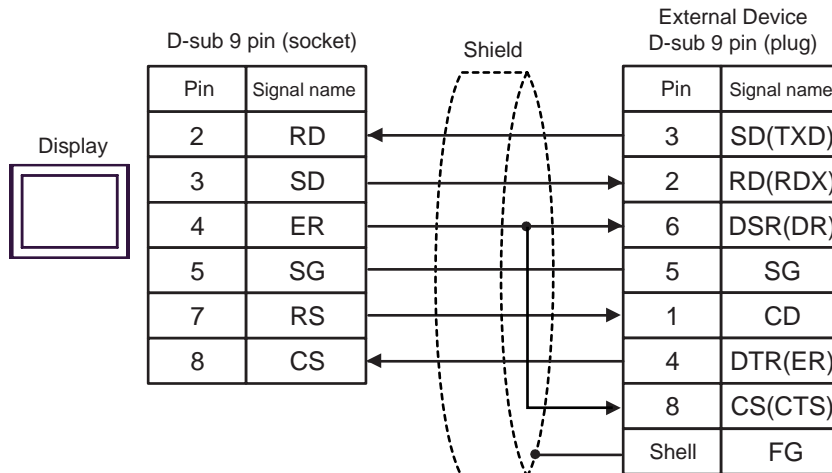 External Device
D-sub 9 pin (socket)
Shield
D-sub 9 pin (plug)
Pin Signal name
Pin Signal name
Display
2 RD
3 SD(TXD)
3 SD
2 RD(RDX)
4 ER
6 DSR(DR)
5 SG
5 SG
7 RS
1 CD
8 CS
4 DTR(ER)
8 CS(CTS)
Shell FG